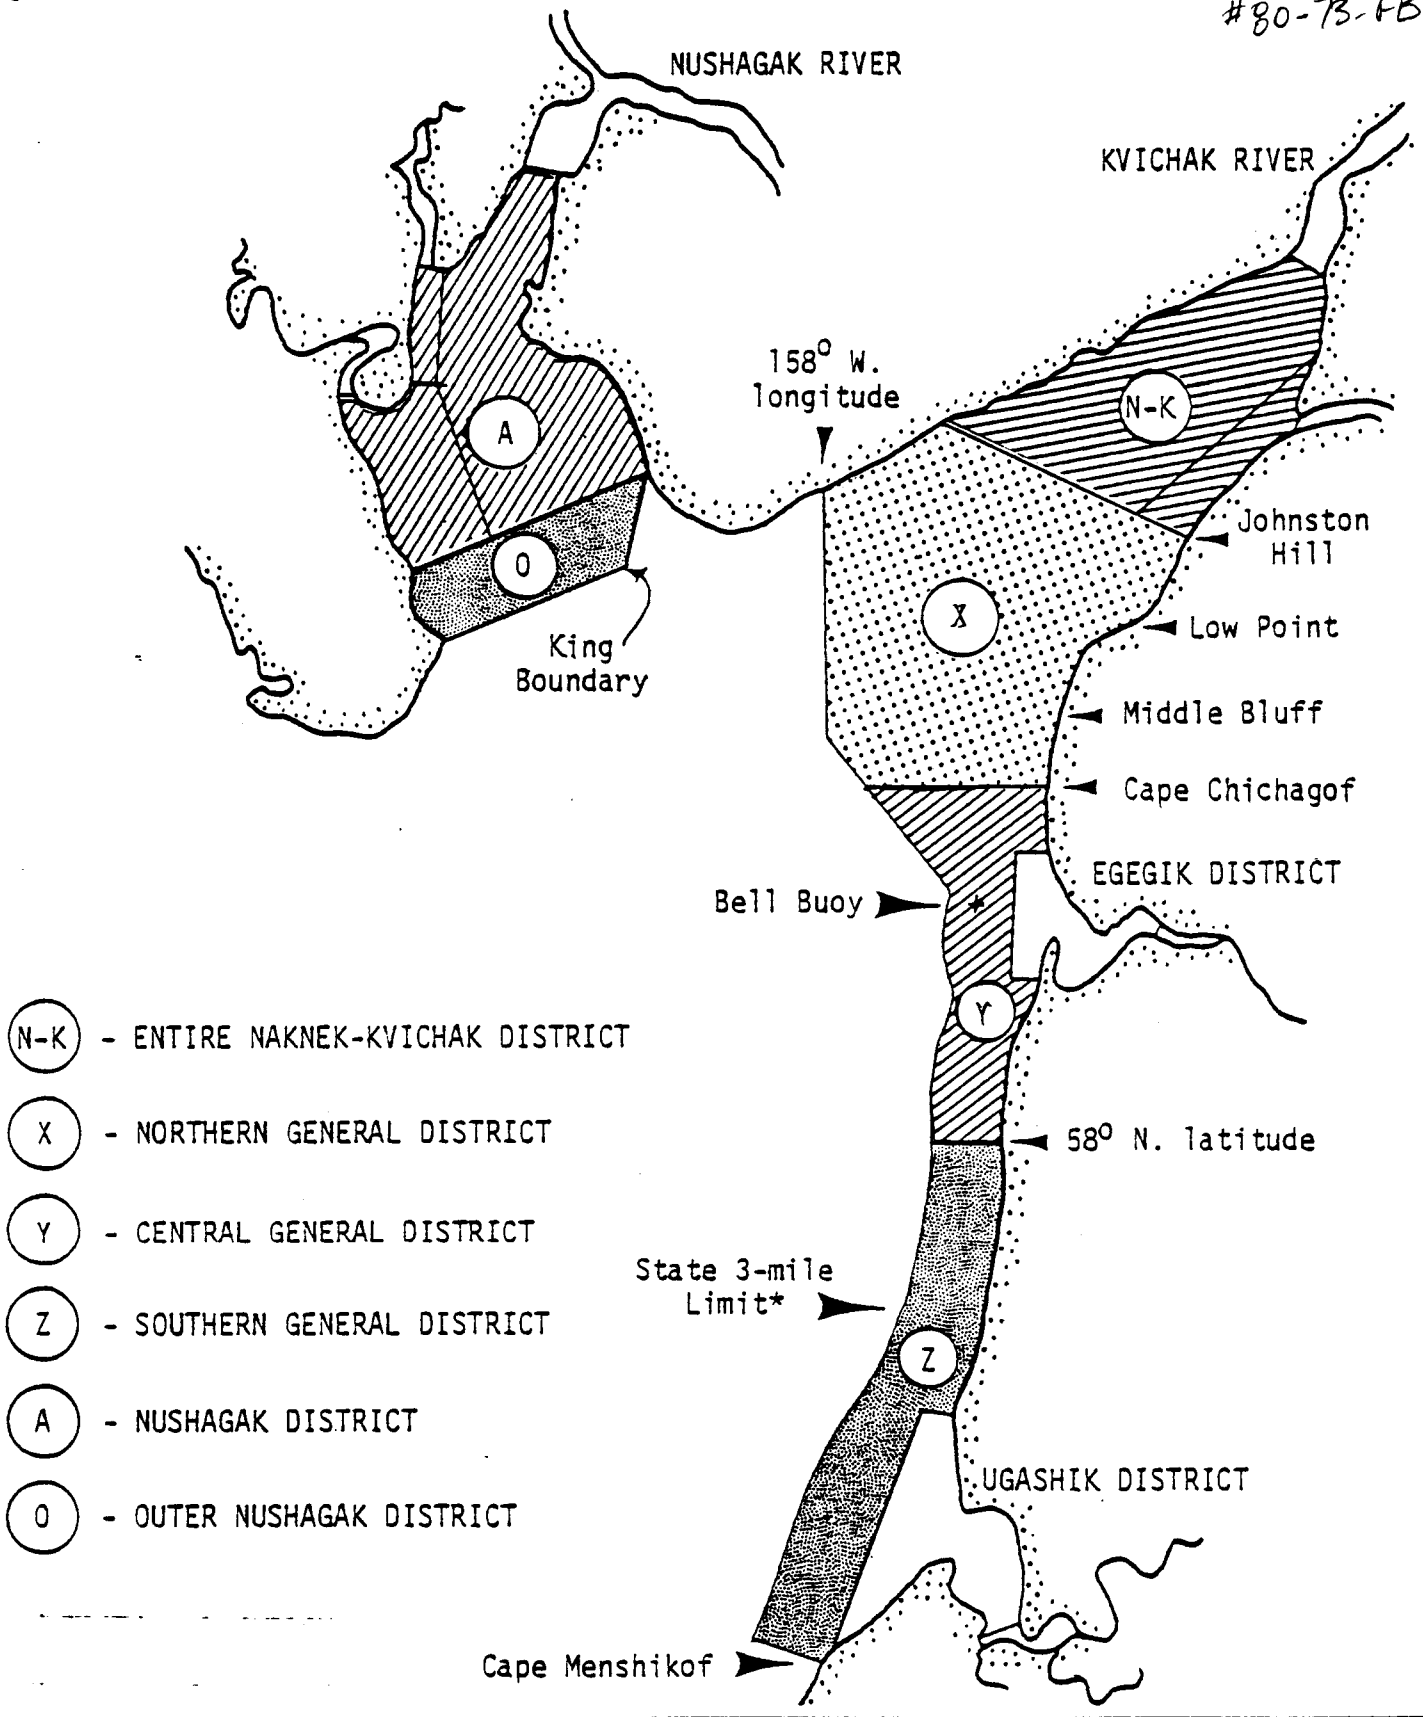 #80-73-FB
NUSHAGAK RIVER
KVICHAK RIVER
158° W.
longitude
N-K
A
Johnston
Hill
O
X
Low Point
King
Boundary
Middle Bluff
Cape Chichagof
EGEGIK DISTRICT
Bell Buoy
Y
N-K - ENTIRE NAKNEK-KVICHAK DISTRICT
X - NORTHERN GENERAL DISTRICT
58° N. latitude
Y - CENTRAL GENERAL DISTRICT
State 3-mile
Limit*
Z - SOUTHERN GENERAL DISTRICT
Z
A - NUSHAGAK DISTRICT
UGASHIK DISTRICT
O - OUTER NUSHAGAK DISTRICT
Cape Menshikof